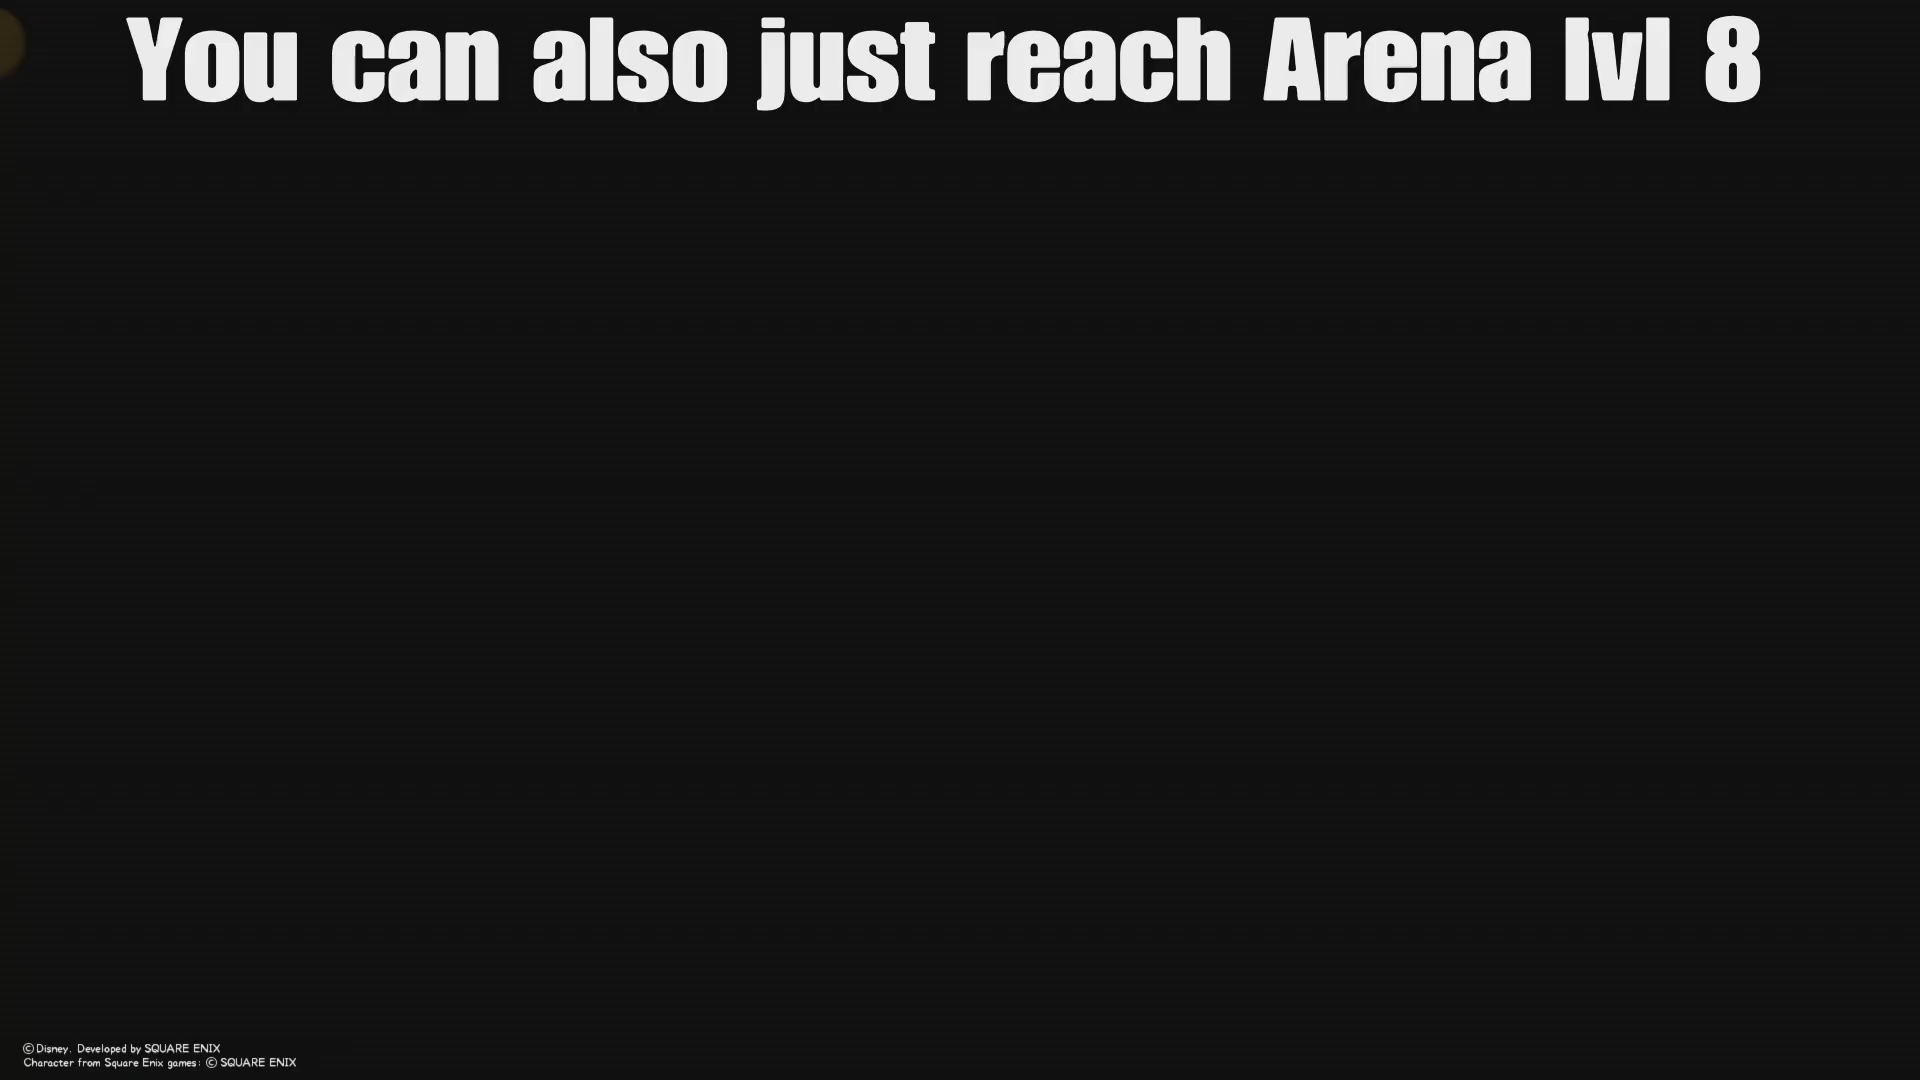 You can also just reach Arena lvl 8
© Disney. Developed by SQUARE ENIX
Character from Square Enix games: © SQUARE ENIX